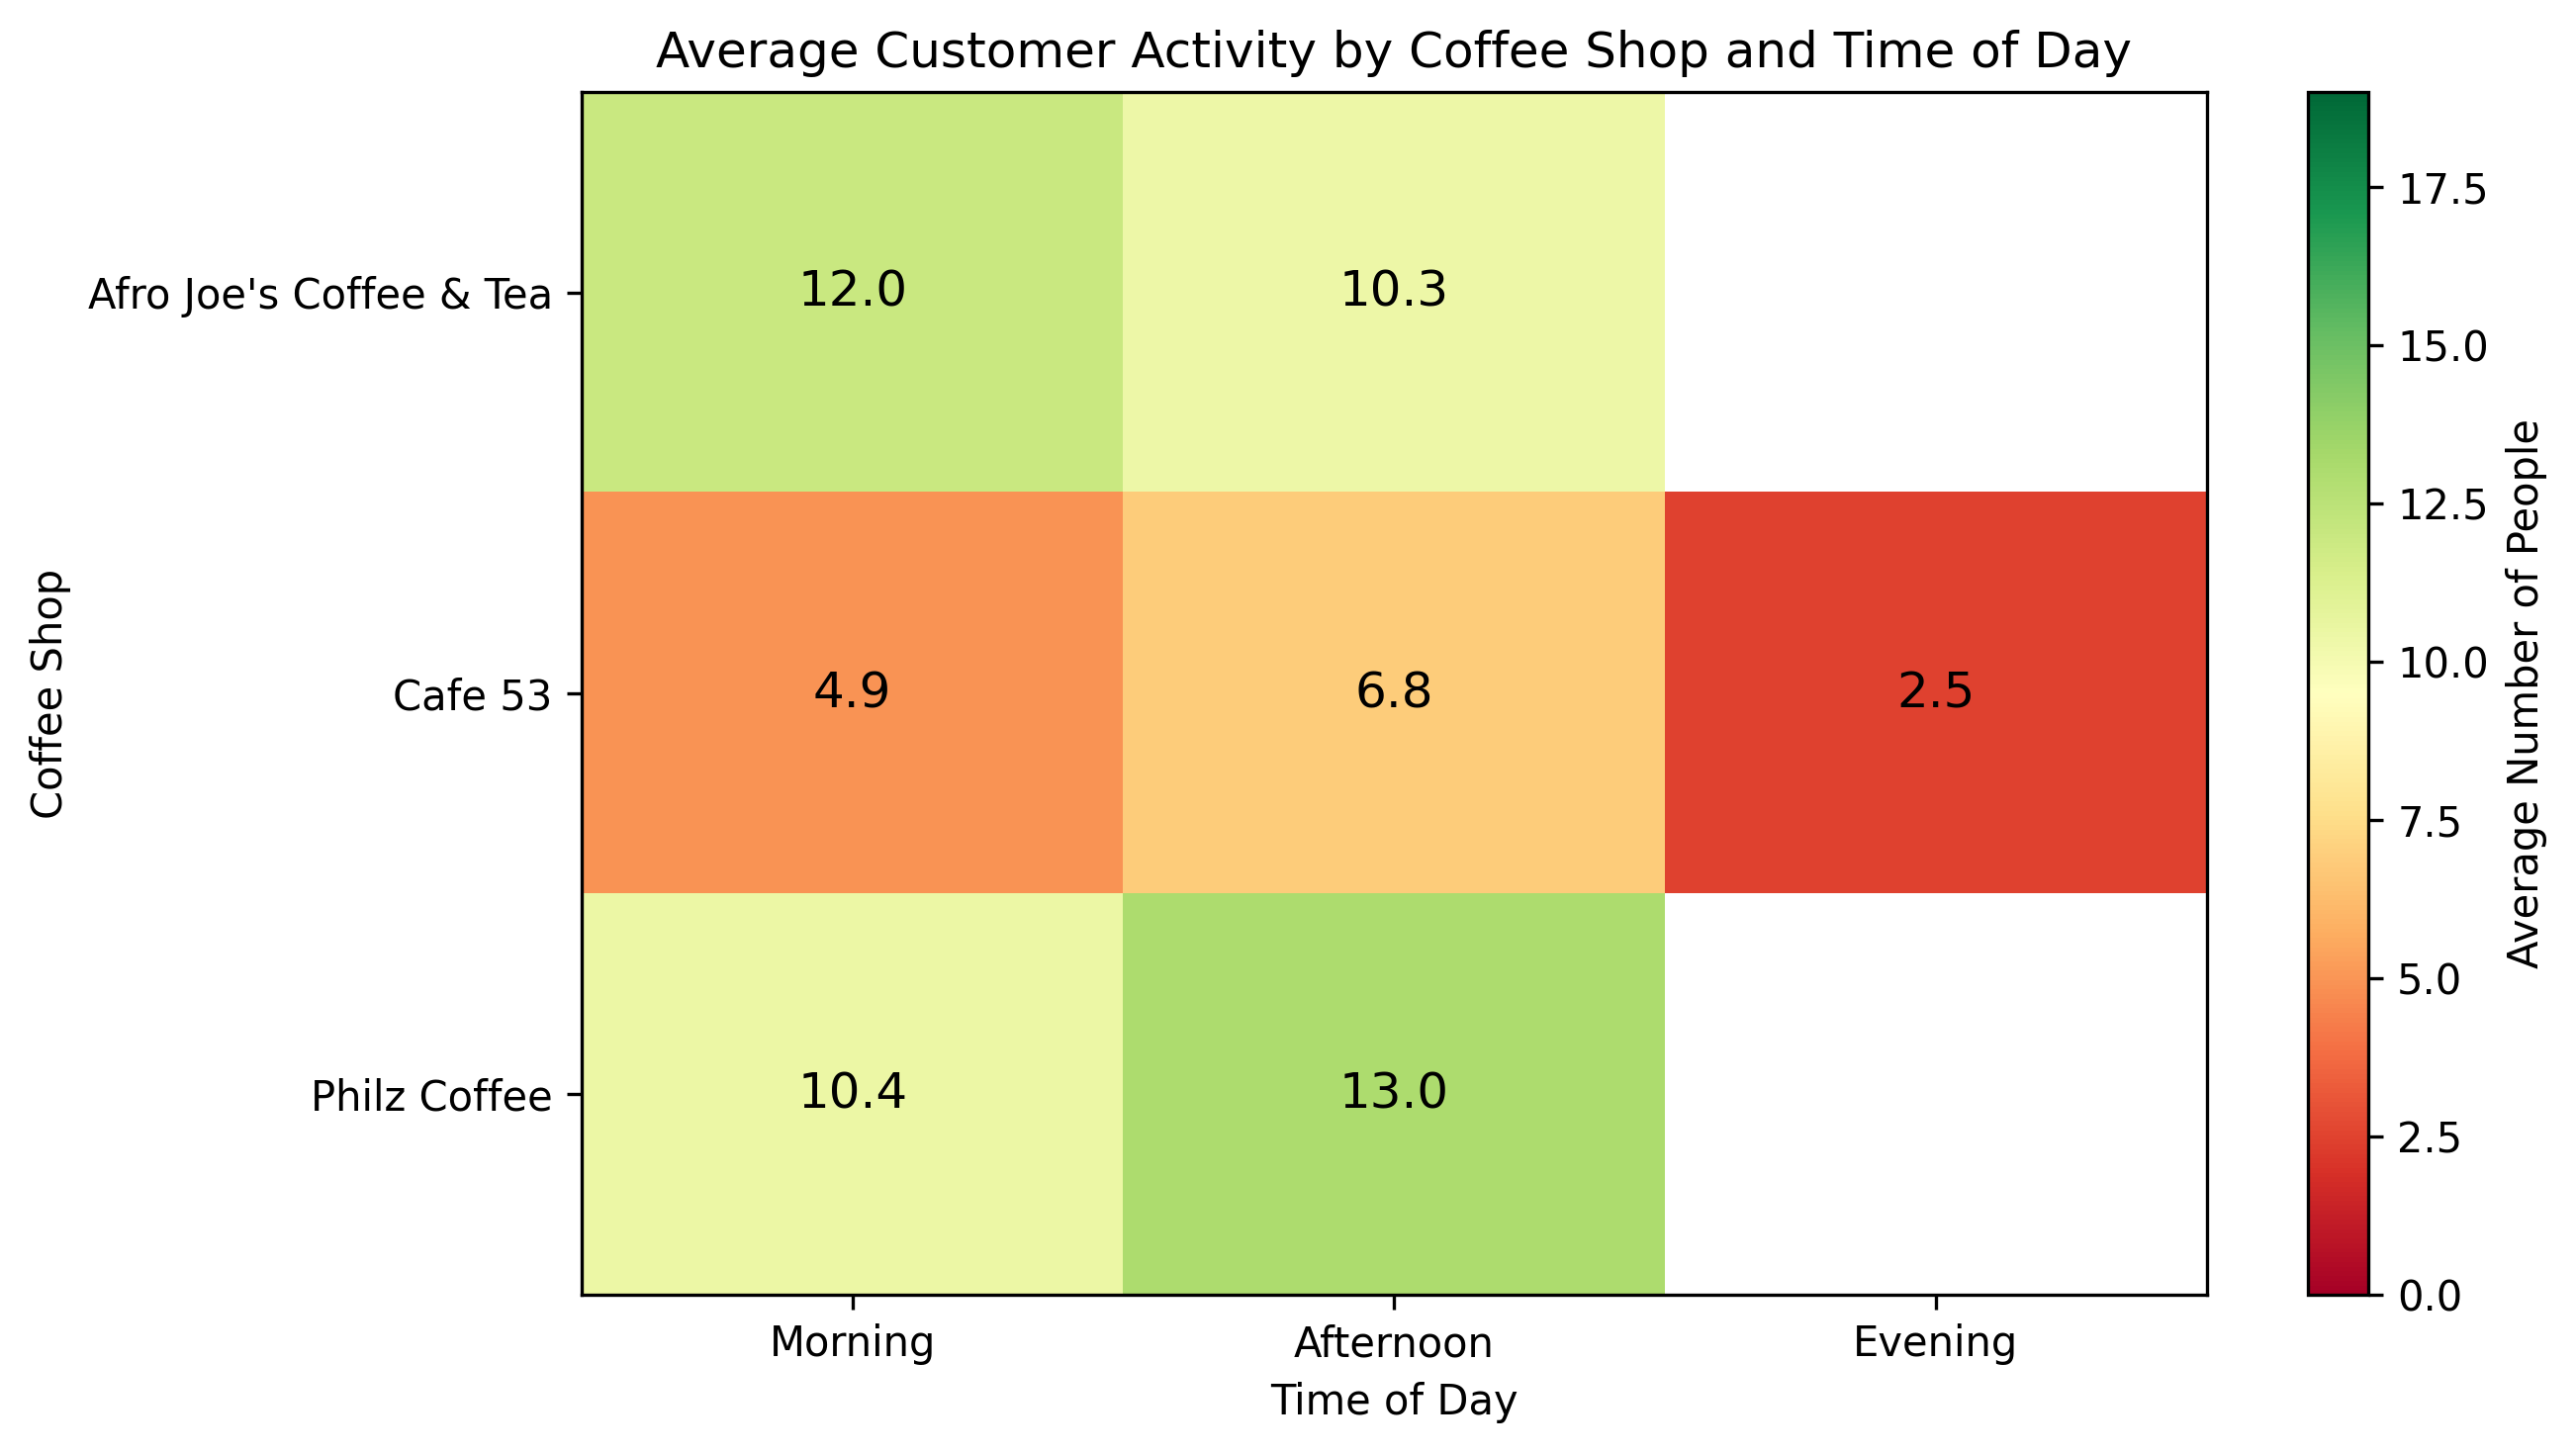 Average Customer Activity by Coffee Shop and Time of Day
Coffee Shop
Afro Joe's Coffee & Tea
12.0
10.3
Cafe 53
4.9
6.8
2.5
Philz Coffee
10.4
13.0
Morning
Afternoon
Evening
Time of Day
17.5
15.0
12.5
10.0
7.5
5.0
2.5
0.0
Average Number of People